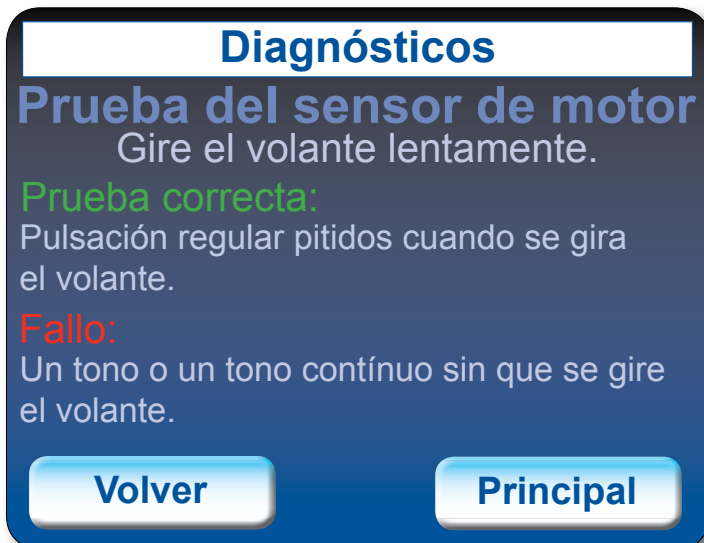 Diagnósticos
Prueba del sensor de motor
Gire el volante lentamente.
Prueba correcta:
Pulsación regular pitidos cuando se gira
el volante.
Fallo:
Un tono o un tono contínuo sin que se gire
el volante.
Volver
Principal